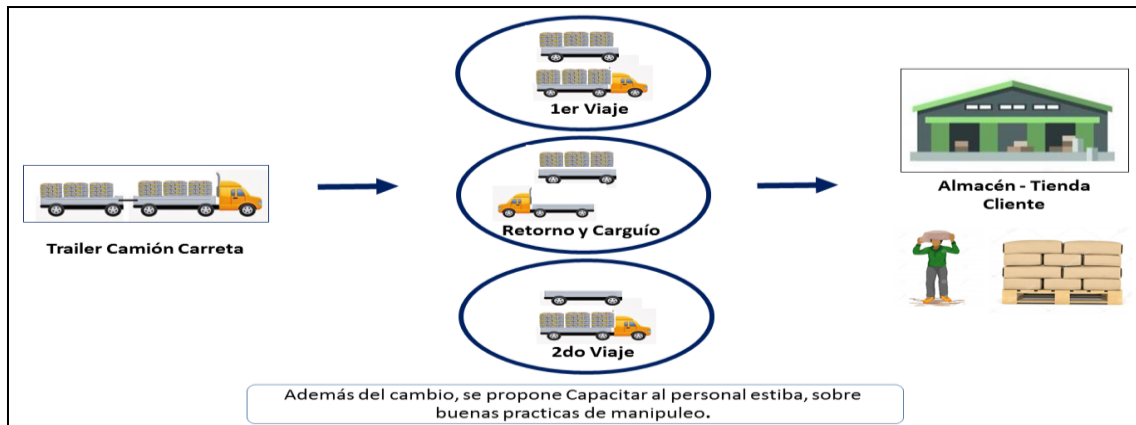 1er Viaje
Trailer Camión Carreta
Retorno y Carguío
2do Viaje
Almacén - Tienda
Cliente
Además del cambio, se propone Capacitar al personal estiba, sobre
buenas practicas de manipuleo.